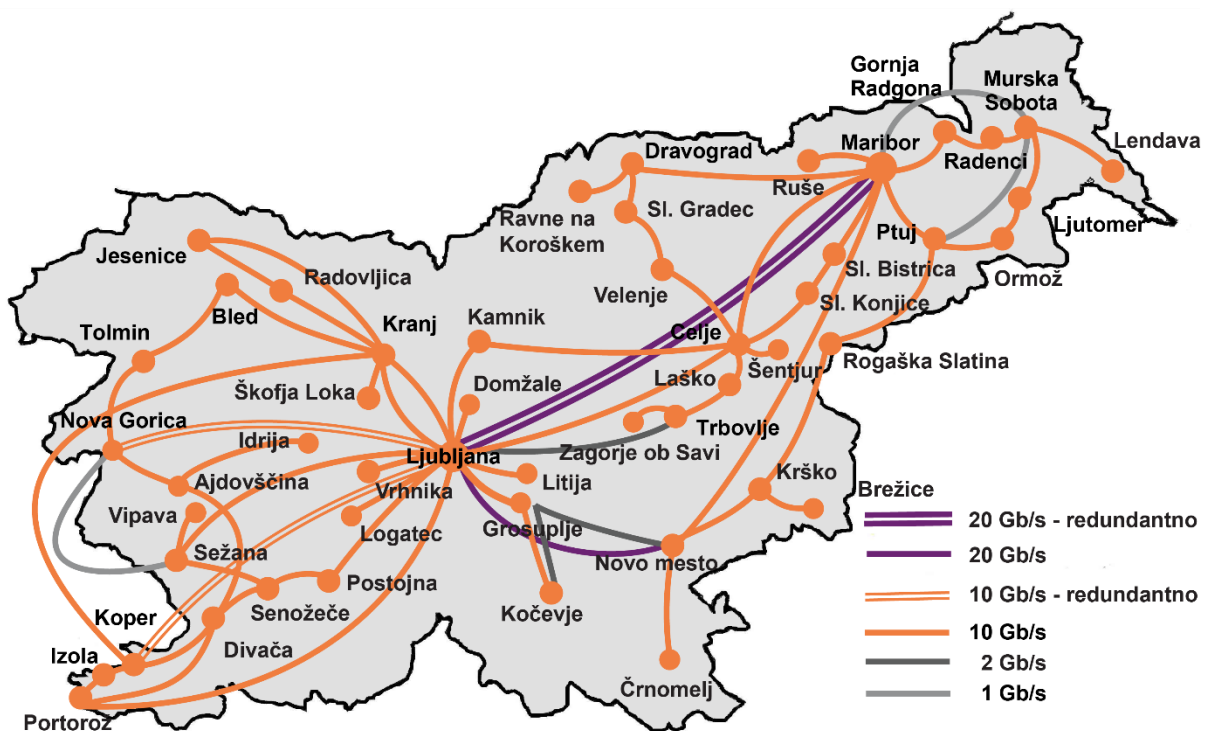 Gornja
Radgona
Murska
Sobota
Maribor
Dravograd
Radenci
Lendava
Ruše
Ravne na
Koroškem
Sl. Gradec
Ptuj
Ljutomer
Jesenice
Radovljica
Velenje
Sl. Bistrica
Ormož
Sl. Konjice
Bled
Tolmin
Kranj
Kamnik
Celje
Rogaška Slatina
Škofja Loka
Domžale
Laško
Šentjur
Nova Gorica
Idrija
Ljubljana
Zagorje ob Savi
Trbovlje
Ajdovščina
Vrhnika
Litija
Krško
Brežice
Vipava
Logatec
Grosuplje
Sežana
Novo mesto
Postojna
Senožeče
Kočevje
Koper
Divača
Izola
Črnomelj
Portorož
20 Gb/s - redundantno
20 Gb/s
10 Gb/s - redundantno
10 Gb/s
2 Gb/s
1 Gb/s